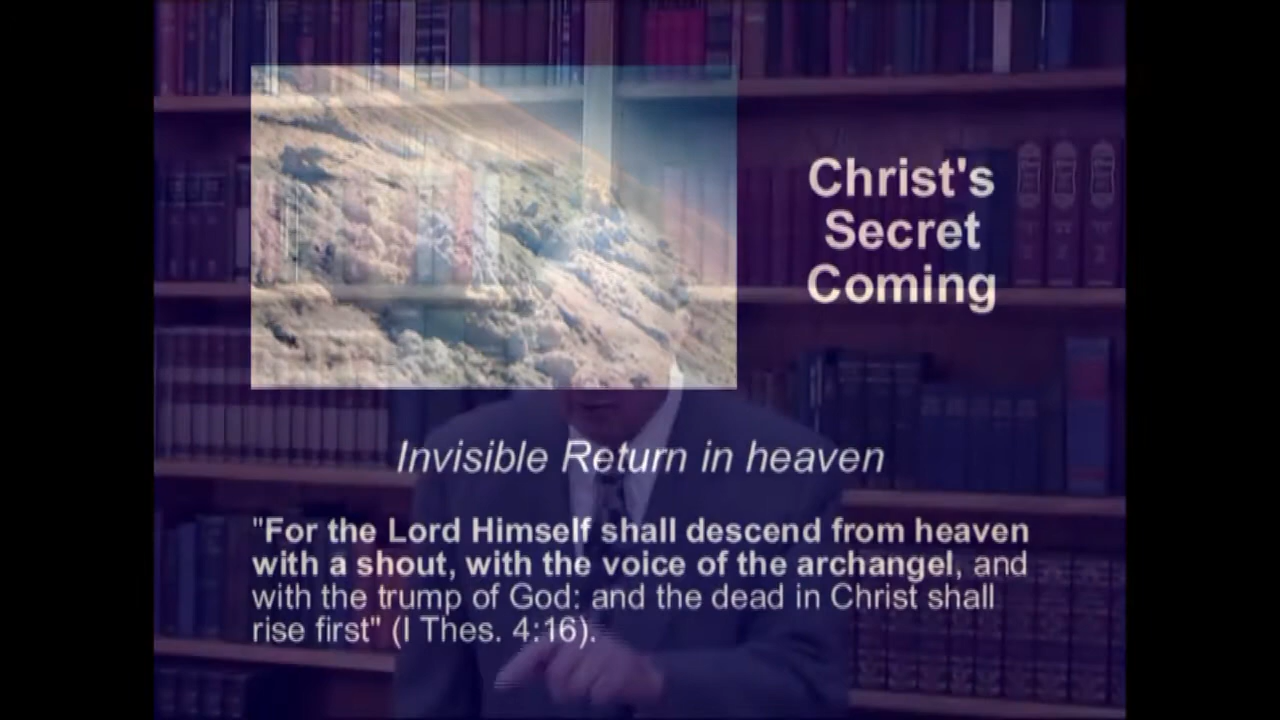 Christ's
Secret
Coming
Invisible Return in heaven
"For the Lord Himself shall descend from heaven
with a shout, with the voice of the archangel, and
with the trump of God: and the dead in Christ shall
rise first" (I Thes. 4:16).